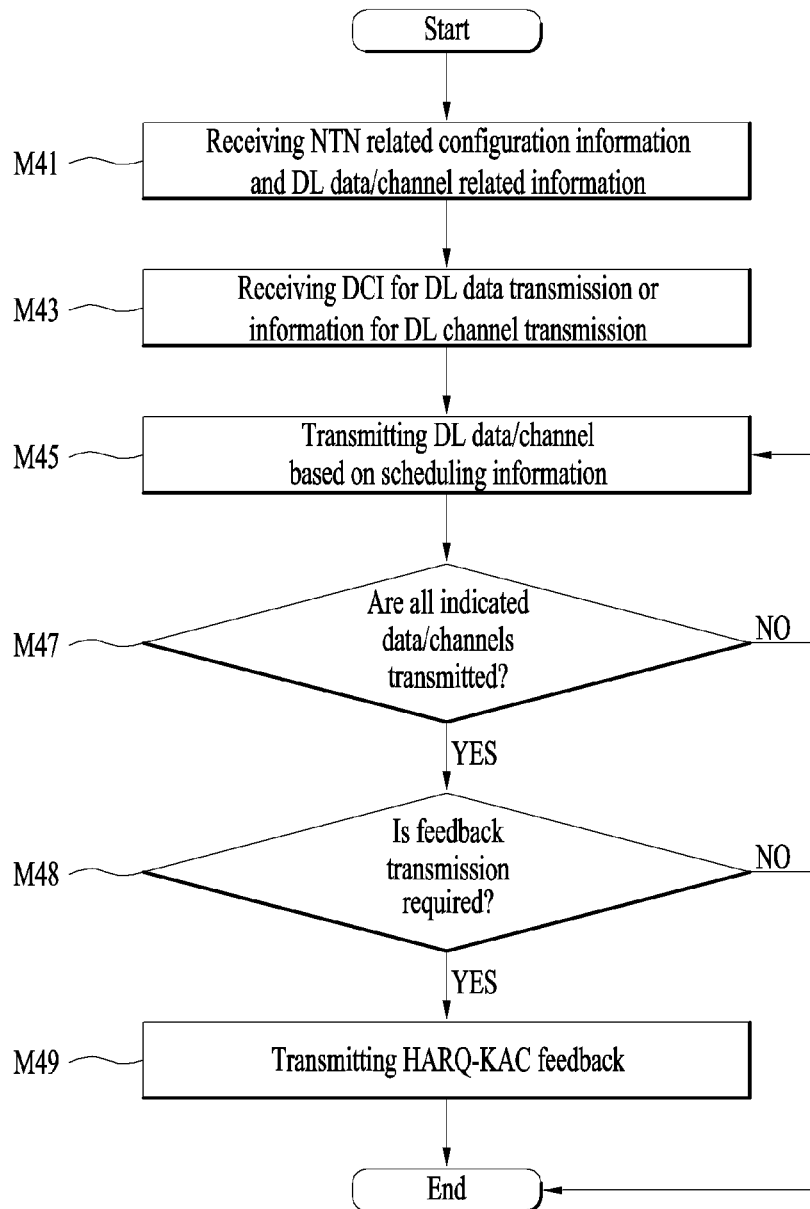 Start
M41
Receiving NTN related configuration information
and DL data/channel related information
M43
Receiving DCI for DL data transmission or
information for DL channel transmission
M45
Transmitting DL data/channel
based on scheduling information
M47
Are all indicated
data/channels
transmitted?
NO
YES
M48
Is feedback
transmission
required?
NO
YES
M49
Transmitting HARQ-KAC feedback
End